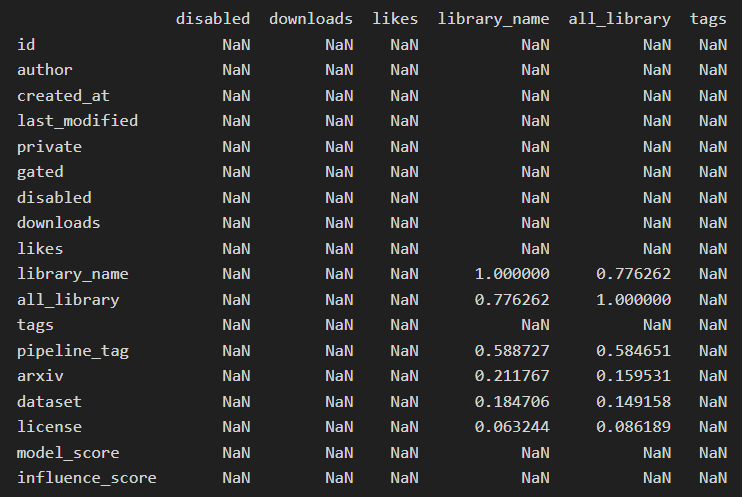 disabled downloads likes library_name all_library tags
id NaN NaN NaN NaN NaN NaN
author NaN NaN NaN NaN NaN NaN
created_at NaN NaN NaN NaN NaN NaN
last_modified NaN NaN NaN NaN NaN NaN
private NaN NaN NaN NaN NaN NaN
gated NaN NaN NaN NaN NaN NaN
disabled NaN NaN NaN NaN NaN NaN
downloads NaN NaN NaN NaN NaN NaN
likes NaN NaN NaN NaN NaN NaN
library_name NaN NaN NaN 1.000000 0.776262 NaN
all_library NaN NaN NaN 0.776262 1.000000 NaN
tags NaN NaN NaN NaN NaN NaN
pipeline_tag NaN NaN NaN 0.588727 0.584651 NaN
arxiv NaN NaN NaN 0.211767 0.159531 NaN
dataset NaN NaN NaN 0.184706 0.149158 NaN
license NaN NaN NaN 0.063244 0.086189 NaN
model_score NaN NaN NaN NaN NaN NaN
influence_score NaN NaN NaN NaN NaN NaN